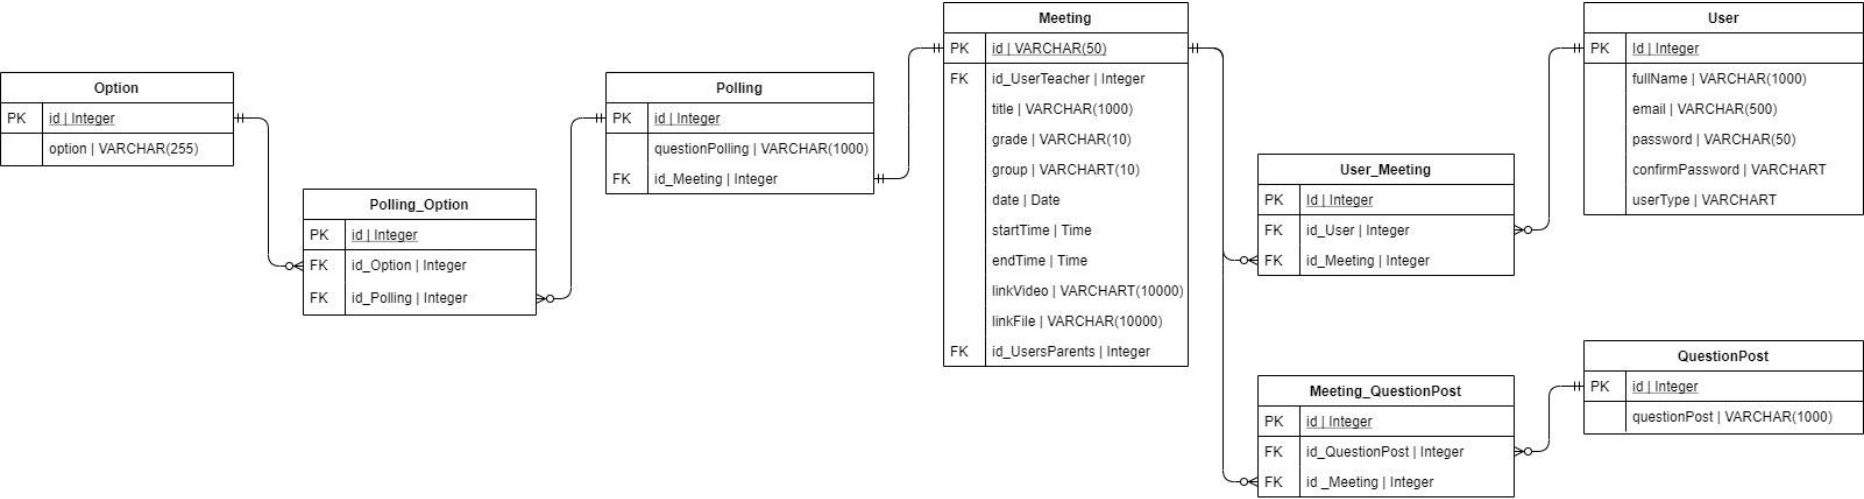 Option
PK id | Integer
option | VARCHAR(255)
Polling_Option
PK id | Integer
FK id_Option | Integer
FK id_Polling | Integer
Polling
PK id | Integer
questionPolling | VARCHAR(1000)
FK id_Meeting | Integer
Meeting
PK id | VARCHAR(50)
FK id_UserTeacher | Integer
title | VARCHAR(1000)
grade | VARCHAR(10)
group | VARCHART(10)
date | Date
startTime | Time
endTime | Time
linkVideo | VARCHART(10000)
linkFile | VARCHAR(10000)
FK id_UsersParents | Integer
User_Meeting
PK Id | Integer
FK id_User | Integer
FK id_Meeting | Integer
User
PK Id | Integer
fullName | VARCHAR(1000)
email | VARCHAR(500)
password | VARCHAR(50)
confirmPassword | VARCHART
userType | VARCHART
Meeting_QuestionPost
PK id | Integer
FK id_QuestionPost | Integer
FK id _Meeting | Integer
QuestionPost
PK id | Integer
questionPost | VARCHAR(1000)